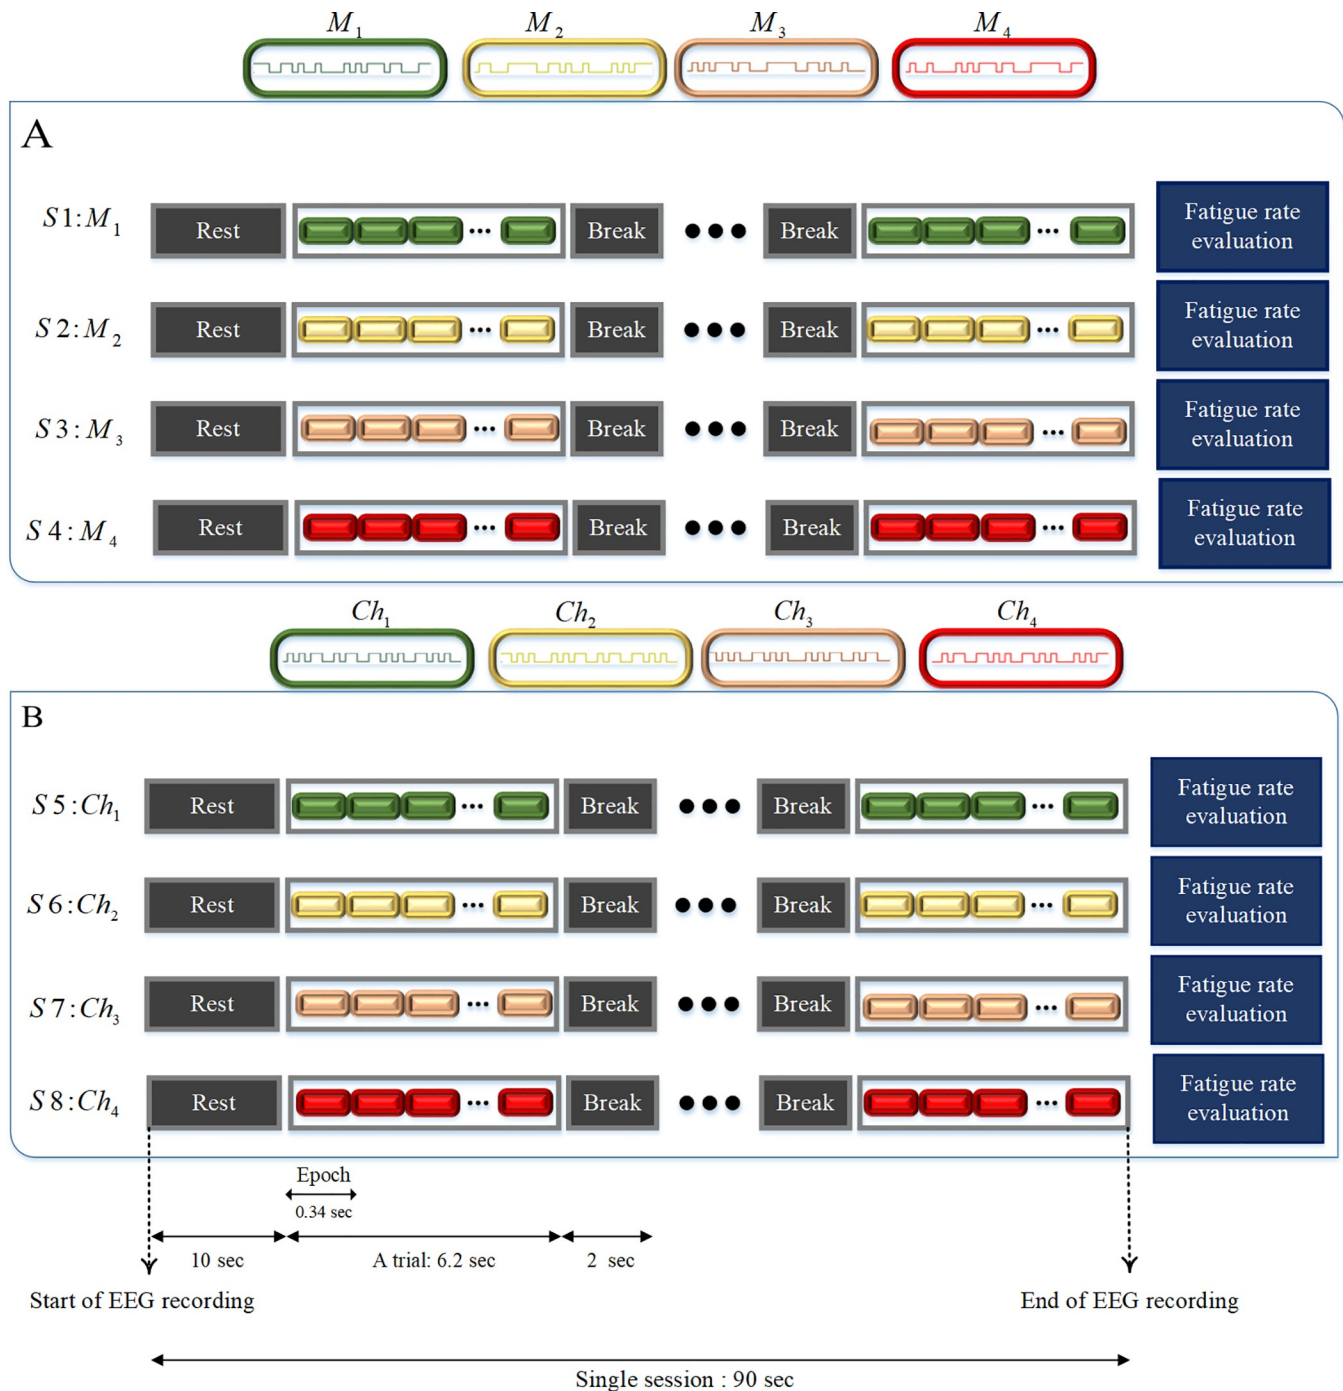 M1 M2 M3 M4
A
S1:M1 Rest ... Break ●●● Break ... Fatigue rate
evaluation
S2:M2 Rest ... Break ●●● Break ... Fatigue rate
evaluation
S3:M3 Rest ... Break ●●● Break ... Fatigue rate
evaluation
S4:M4 Rest ... Break ●●● Break ... Fatigue rate
evaluation
Ch1 Ch2 Ch3 Ch4
B
S5:Ch1 Rest ... Break ●●● Break ... Fatigue rate
evaluation
S6:Ch2 Rest ... Break ●●● Break ... Fatigue rate
evaluation
S7:Ch3 Rest ... Break ●●● Break ... Fatigue rate
evaluation
S8:Ch4 Rest ... Break ●●● Break ... Fatigue rate
evaluation
Epoch
0.34 sec
10 sec A trial: 6.2 sec 2 sec
Start of EEG recording End of EEG recording
Single session : 90 sec